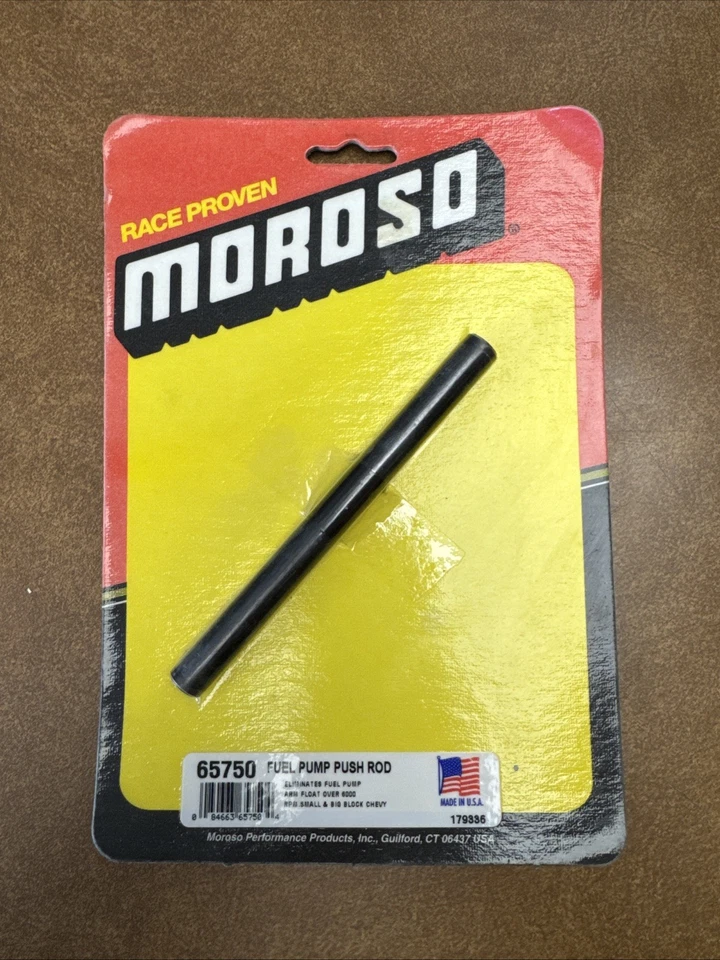 RACE PROVEN
MOROSO®
65750 FUEL PUMP PUSH ROD
ELIMINATES FUEL PUMP
ARM FLOAT OVER 6000
RPM SMALL & BIG BLOCK CHEVY
MADE IN U.S.A.
0 84663 65750 4
179336
Moroso Performance Products, Inc., Guilford, CT 06437 USA